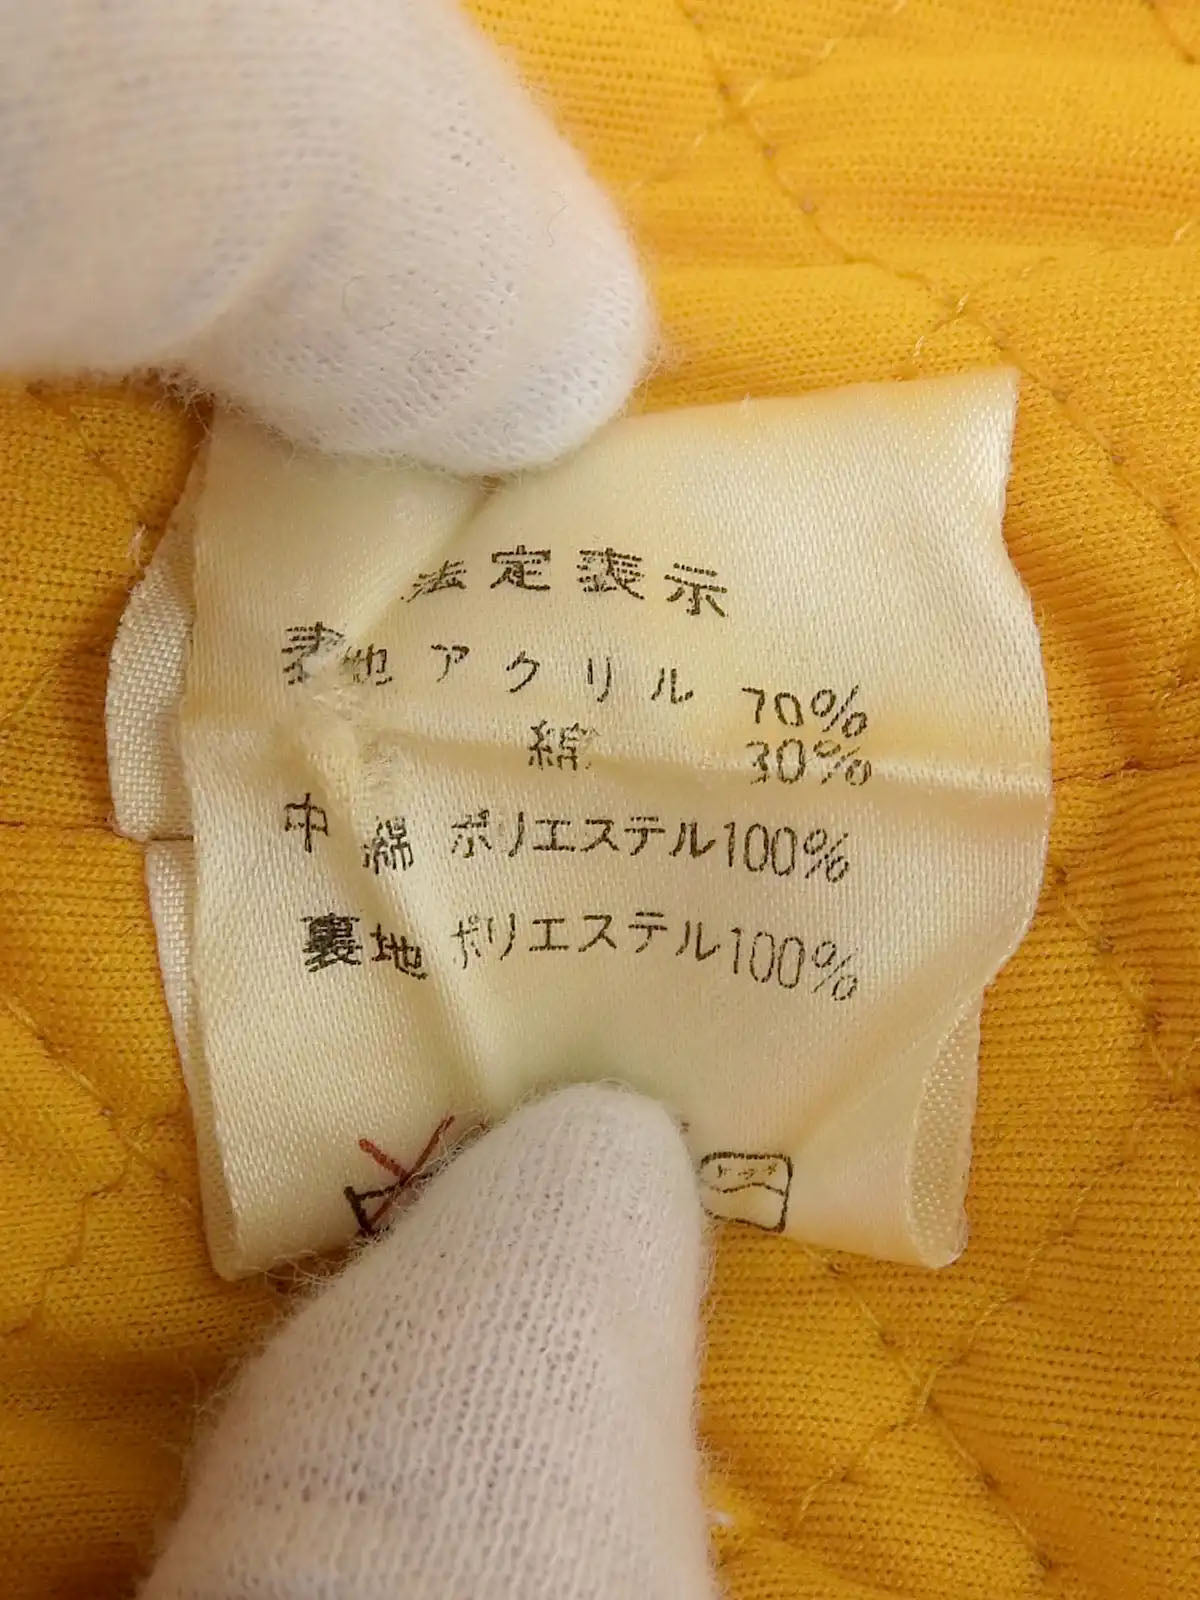 法定表示
表地 アクリル 70%
綿 30%
中綿 ポリエステル100%
裏地 ポリエステル100%